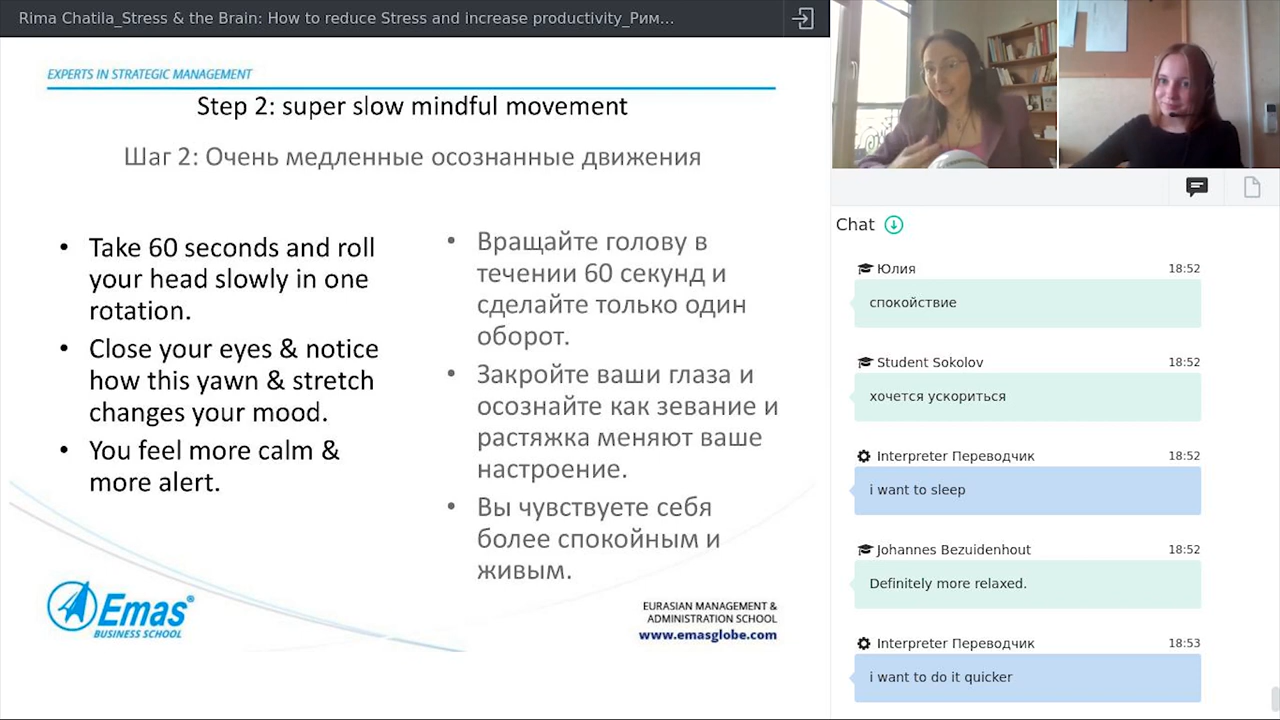 Rima Chatila_Stress & the Brain: How to reduce Stress and increase productivity_Рим...
EXPERTS IN STRATEGIC MANAGEMENT
Step 2: super slow mindful movement
Шаг 2: Очень медленные осознанные движения
• Take 60 seconds and roll
your head slowly in one
rotation.
• Close your eyes & notice
how this yawn & stretch
changes your mood.
• You feel more calm &
more alert.
• Вращайте голову в
течении 60 секунд и
сделайте только один
оборот.
• Закройте ваши глаза и
осознайте как зевание и
растяжка меняют ваше
настроение.
• Вы чувствуете себя
более спокойным и
живым.
Emas®
BUSINESS SCHOOL
EURASIAN MANAGEMENT &
ADMINISTRATION SCHOOL
www.emasglobe.com
Chat
Юлия 18:52
спокойствие
Student Sokolov 18:52
хочется ускориться
Interpreter Переводчик 18:52
i want to sleep
Johannes Bezuidenhout 18:52
Definitely more relaxed.
Interpreter Переводчик 18:53
i want to do it quicker